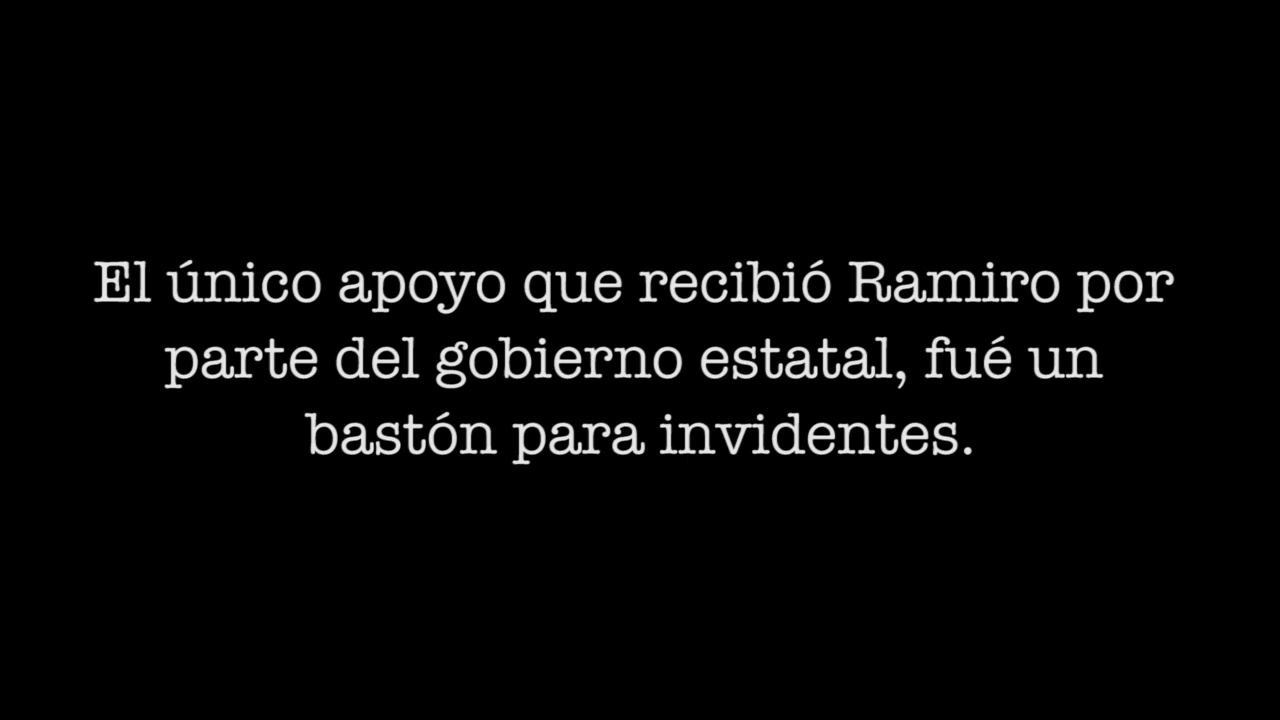 El único apoyo que recibió Ramiro por
parte del gobierno estatal, fué un
bastón para invidentes.